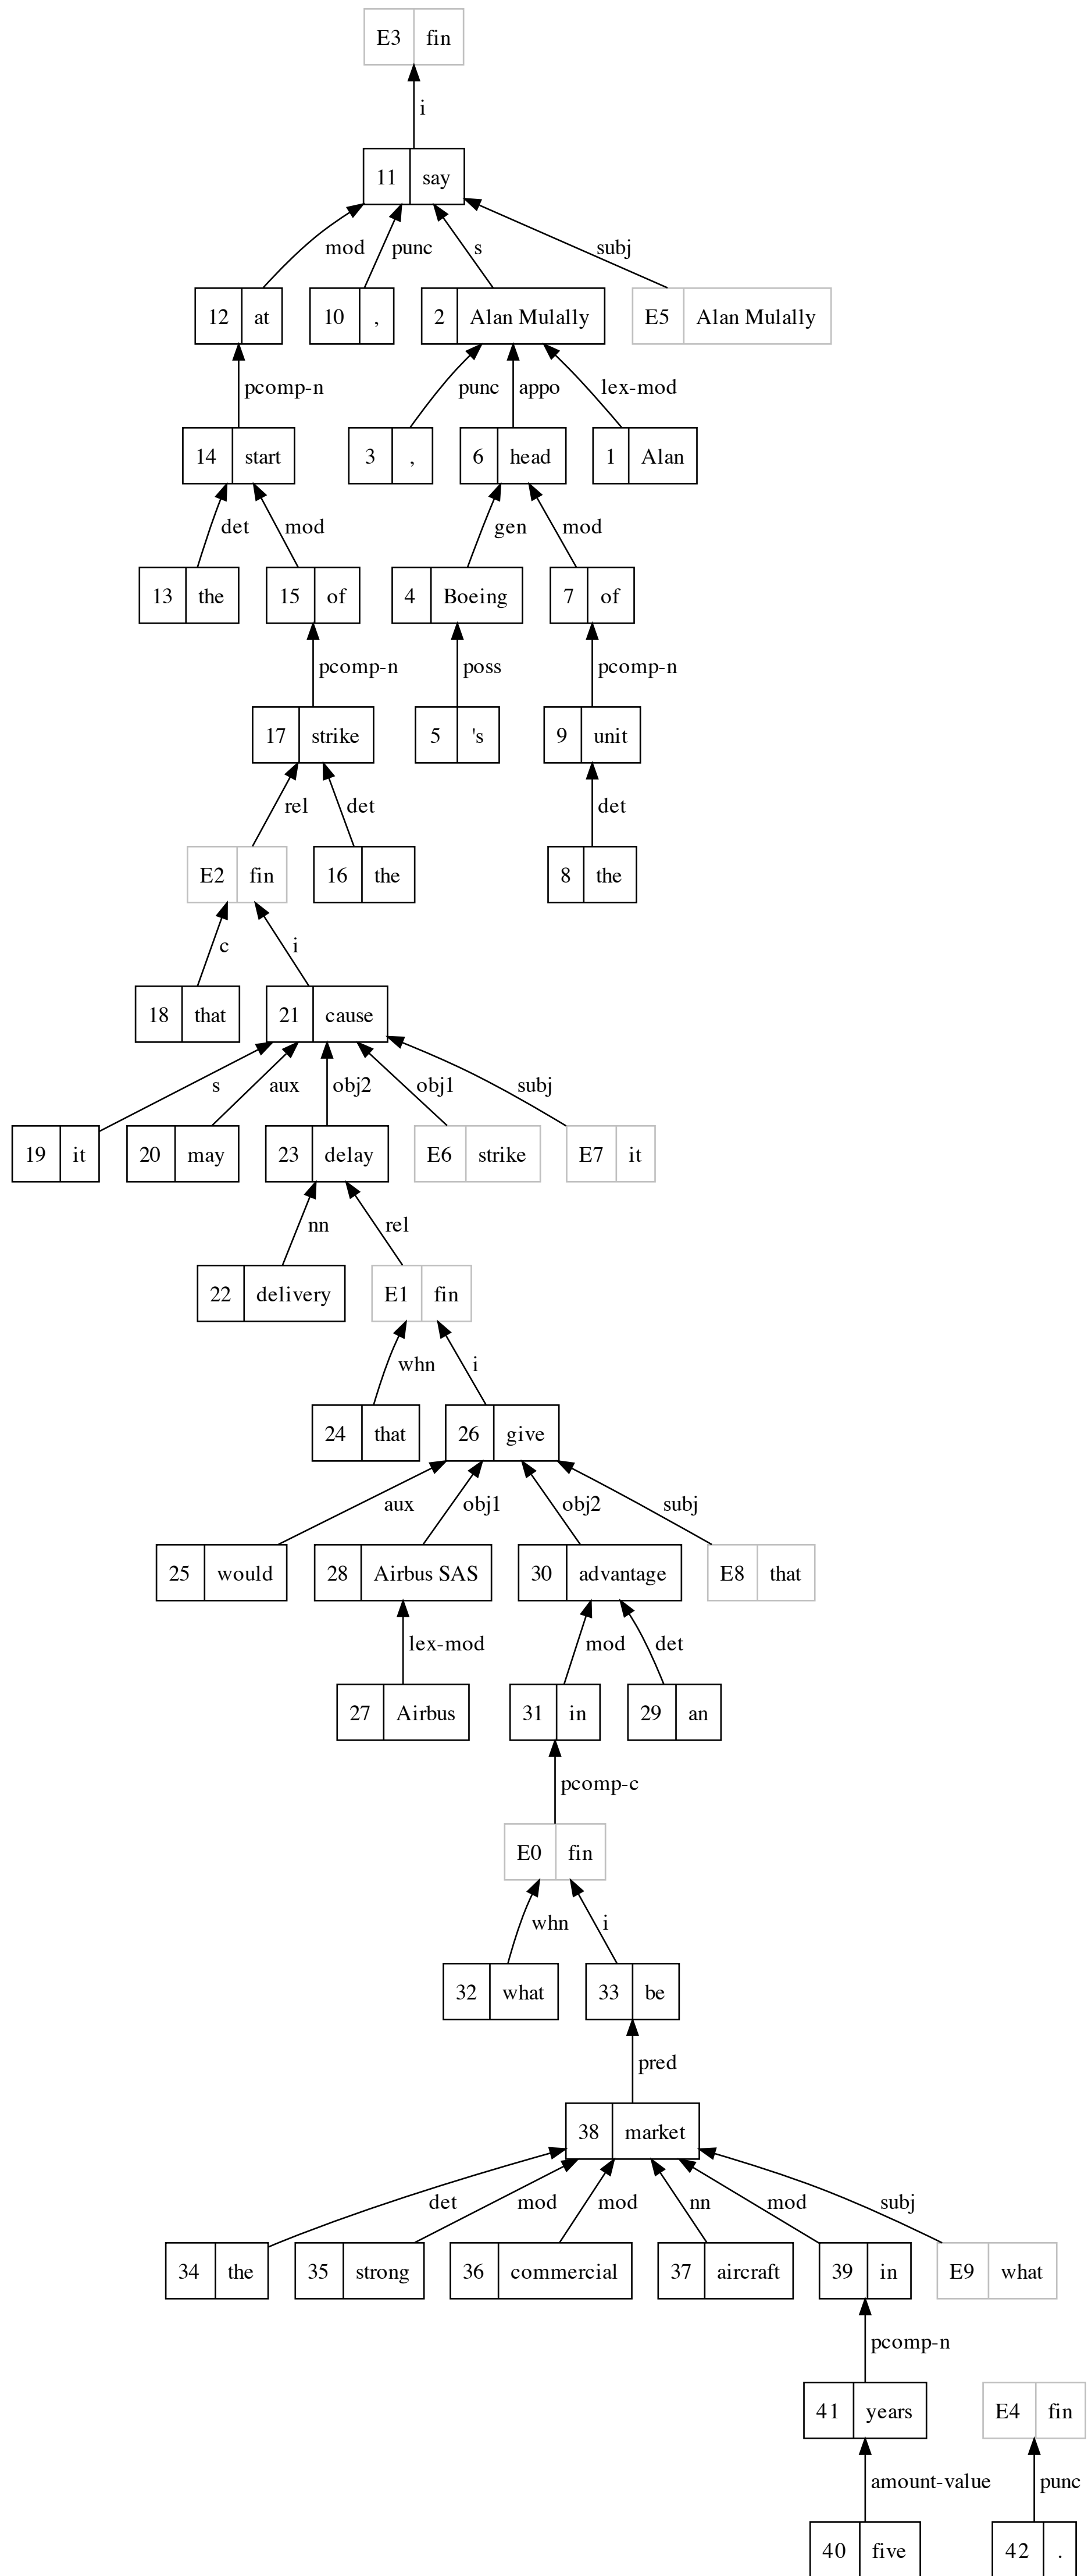 E3 fin
i
11 say
mod punc s subj
12 at 10 , 2 Alan Mulally E5 Alan Mulally
pcomp-n punc appo lex-mod
14 start 3 , 6 head 1 Alan
det mod gen mod
13 the 15 of 4 Boeing 7 of
pcomp-n poss pcomp-n
17 strike 5 's 9 unit
rel det det
E2 fin 16 the 8 the
c i
18 that 21 cause
s aux obj2 obj1 subj
19 it 20 may 23 delay E6 strike E7 it
nn rel
22 delivery E1 fin
whn i
24 that 26 give
aux obj1 obj2 subj
25 would 28 Airbus SAS 30 advantage E8 that
lex-mod mod det
27 Airbus 31 in 29 an
pcomp-c
E0 fin
whn i
32 what 33 be
pred
38 market
det mod mod nn mod subj
34 the 35 strong 36 commercial 37 aircraft 39 in E9 what
pcomp-n
41 years E4 fin
amount-value punc
40 five 42 .